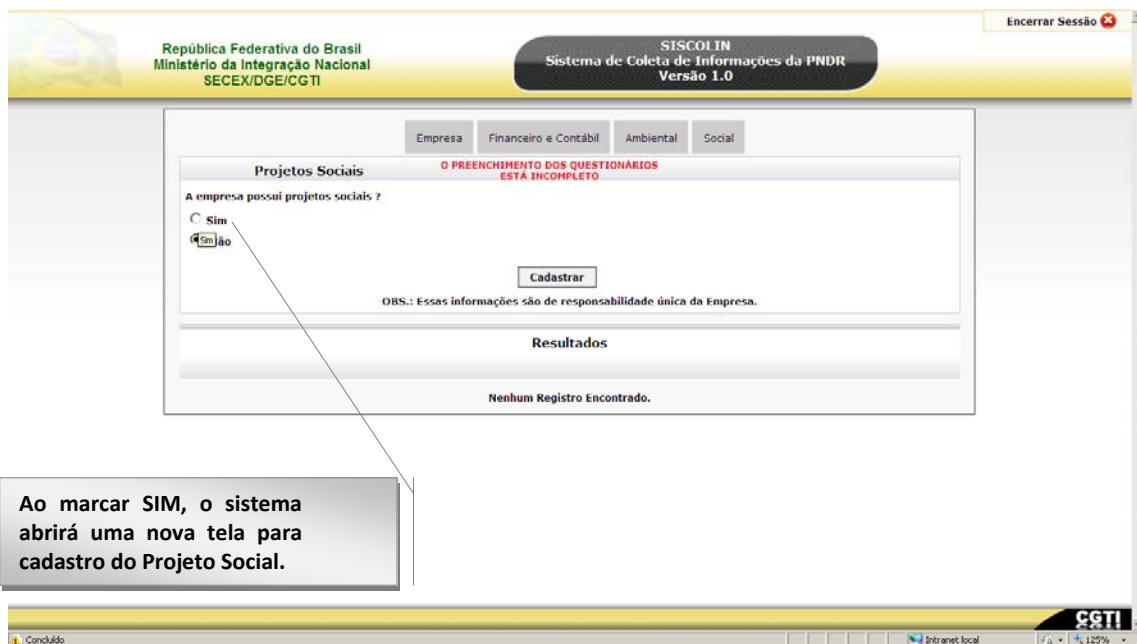 Encerrar Sessão
República Federativa do Brasil
Ministério da Integração Nacional
SECEX/DGE/CGTI
SISCOLIN
Sistema de Coleta de Informações da PNDR
Versão 1.0
Empresa Financeiro e Contábil Ambiental Social
Projetos Sociais
O PREENCHIMENTO DOS QUESTIONÁRIOS
ESTÁ INCOMPLETO
A empresa possui projetos sociais ?
Sim
Sim ão
Cadastrar
OBS.: Essas informações são de responsabilidade única da Empresa.
Resultados
Nenhum Registro Encontrado.
Ao marcar SIM, o sistema
abrirá uma nova tela para
cadastro do Projeto Social.
CGTI
Concluído Intranet local 125%